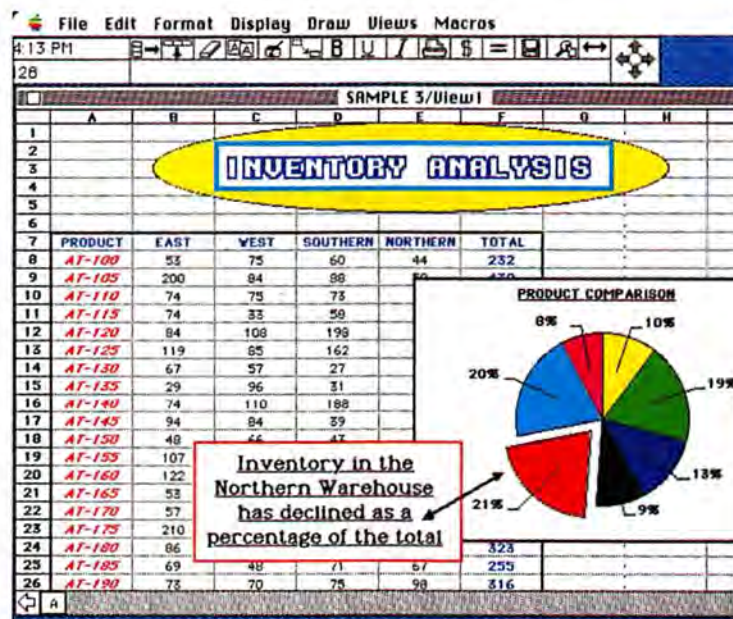 File Edit Format Display Draw Views Macros
4:13 PM
B U I $ =
28
SAMPLE 3/View1
A B C D E F G H
1
2
3
4
5
6
INVENTORY ANALYSIS
7 PRODUCT EAST WEST SOUTHERN NORTHERN TOTAL
8 AT-100 53 75 60 44 232
9 AT-105 200 84 88
10 AT-110 74 75 73
11 AT-115 74 33 58
12 AT-120 84 108 198
13 AT-125 119 85 162
14 AT-130 67 57 27
15 AT-135 29 96 31
16 AT-140 74 110 188
17 AT-145 94 84 39
18 AT-150 48
19 AT-155 107
20 AT-160 122
21 AT-165 53
22 AT-170 57
23 AT-175 210
24 AT-180 86 323
25 AT-185 69 48 71 67 255
26 AT-190 73 70 75 98 316
A
PRODUCT COMPARISON
8% 10%
20% 19%
13%
21% 9%
Inventory in the
Northern Warehouse
has declined as a
percentage of the total